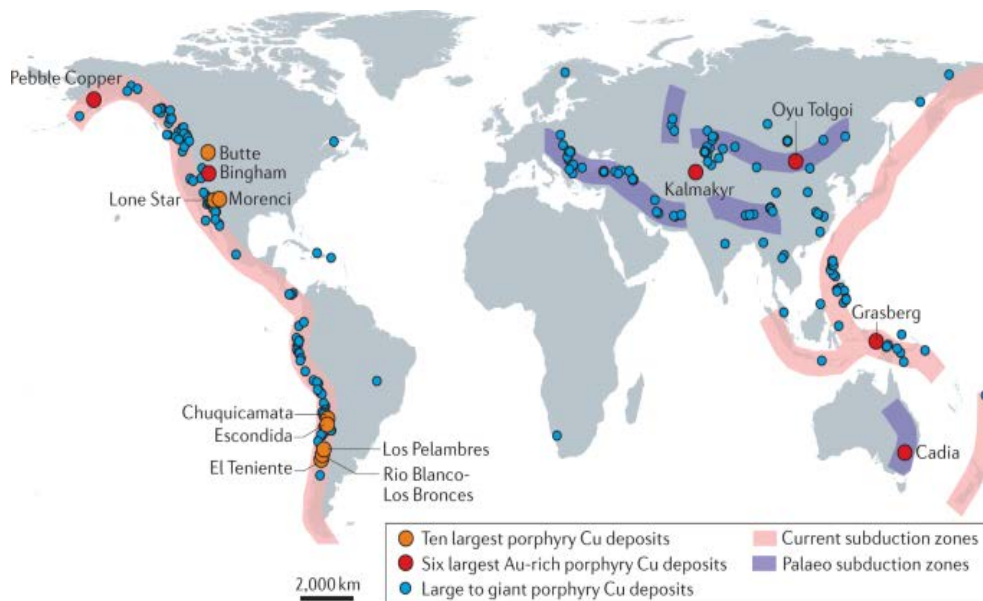 Pebble Copper
Oyu Tolgoi
Butte
Bingham
Kalmakyr
Lone Star
Morenci
Grasberg
Chuquicamata
Escondida
Los Pelambres
El Teniente
Rio Blanco-
Los Bronces
Cadia
Ten largest porphyry Cu deposits
Six largest Au-rich porphyry Cu deposits
Large to giant porphyry Cu deposits
Current subduction zones
Palaeo subduction zones
2,000 km